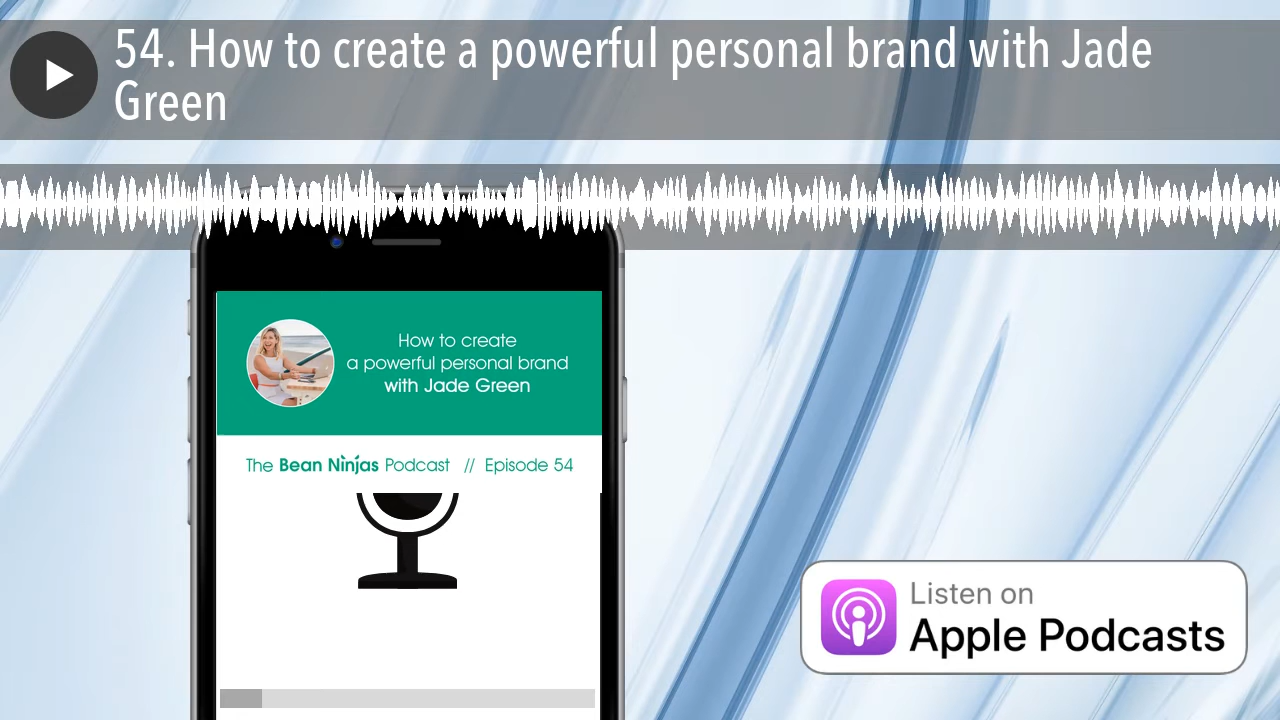 54. How to create a powerful personal brand with Jade
Green
How to create
a powerful personal brand
with Jade Green
The Bean Ninjas Podcast // Episode 54
Listen on
Apple Podcasts